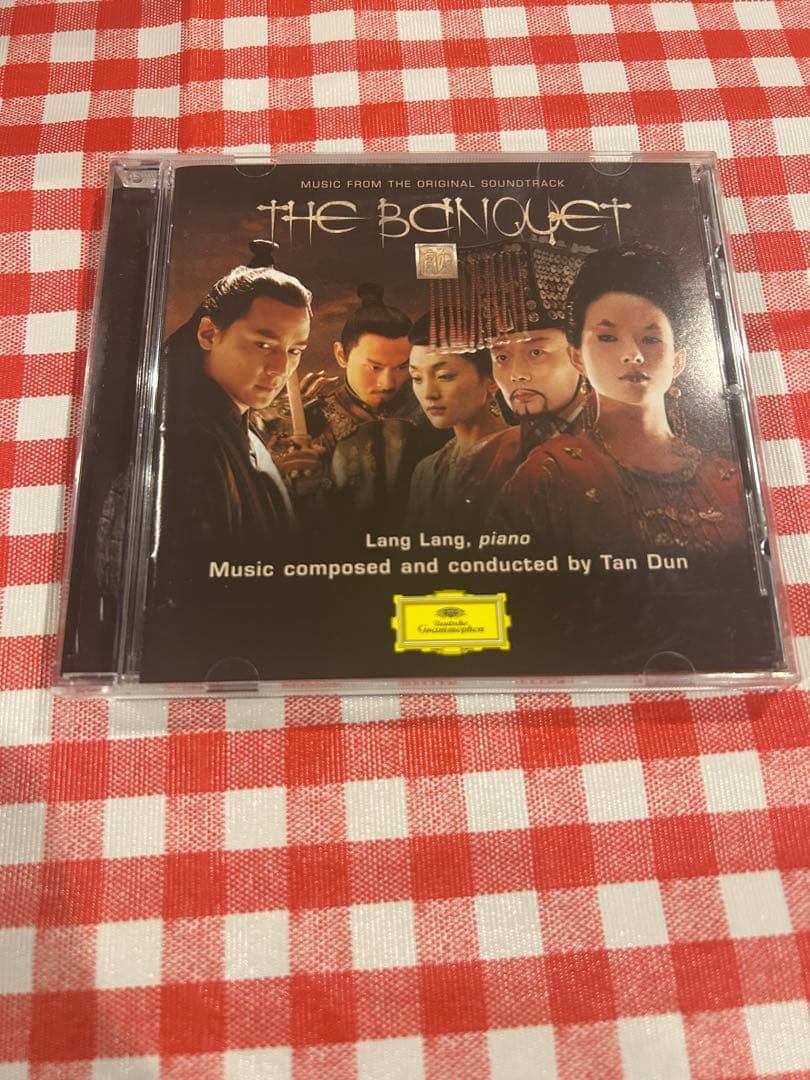 MUSIC FROM THE ORIGINAL SOUNDTRACK
THE BANQUET
Lang Lang, piano
Music composed and conducted by Tan Dun
Deutsche
Grammophon